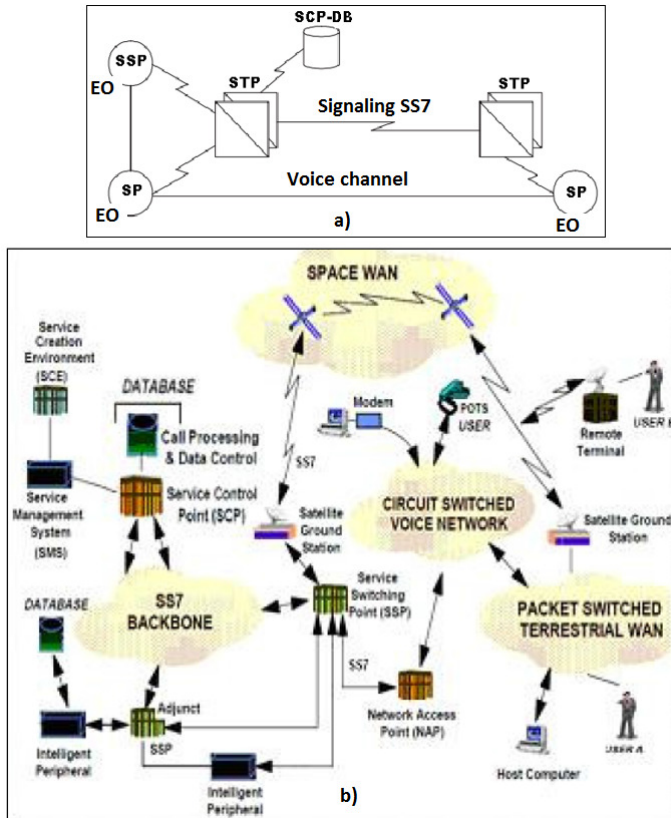 SCP-DB
SSP
EO
STP
STP
Signaling SS7
SP
EO
Voice channel
SP
EO
a)
SPACE WAN
Service
Creation
Environment
(SCE)
DATABASE
Call Processing
& Data Control
Modem
POTS
USER
Remote
Terminal
USER
SS7
Service
Management
System
(SMS)
Service Control
Point (SCP)
Satellite
Ground
Station
CIRCUIT SWITCHED
VOICE NETWORK
Satellite Ground
Station
DATABASE
SS7
BACKBONE
Service
Switching
Point (SSP)
PACKET SWITCHED
TERRESTRIAL WAN
SS7
Adjunct
SSP
Network Access
Point (NAP)
Intelligent
Peripheral
Intelligent
Peripheral
Host Computer
USER A
b)